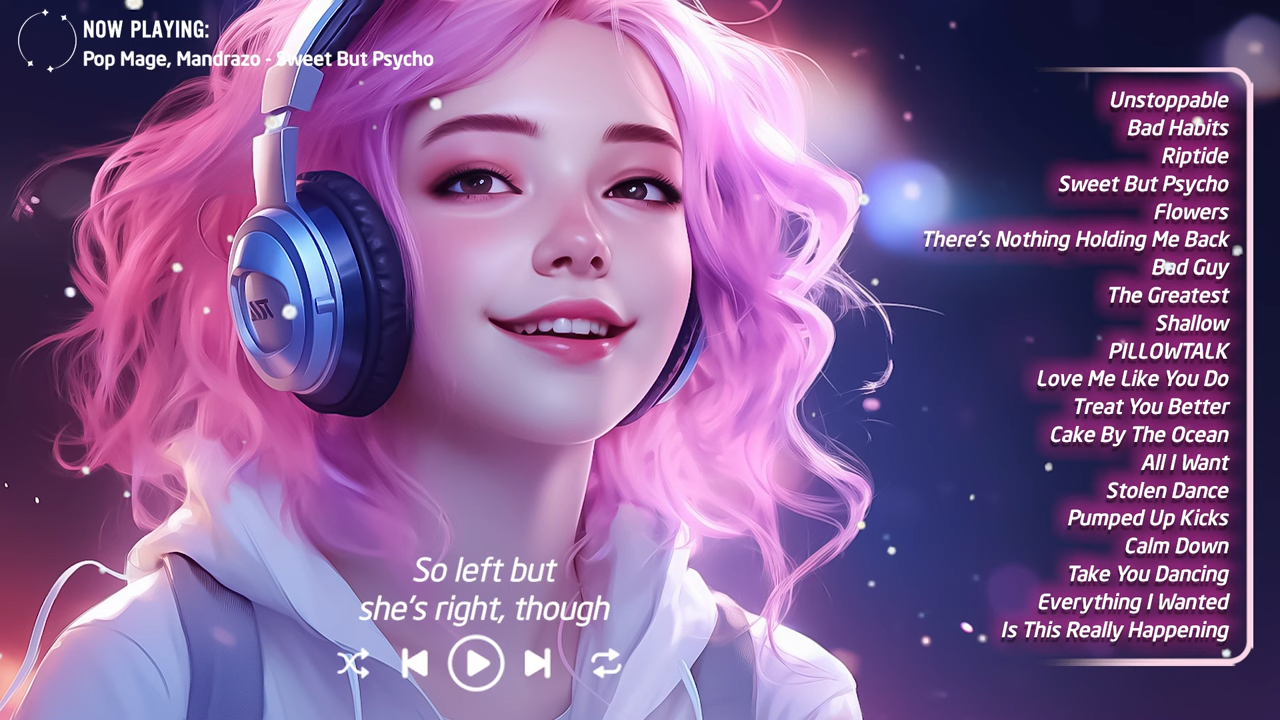 NOW PLAYING:
Pop Mage, Mandrazo - Sweet But Psycho
Unstoppable
Bad Habits
Riptide
Sweet But Psycho
Flowers
There's Nothing Holding Me Back
Bad Guy
The Greatest
Shallow
PILLOWTALK
Love Me Like You Do
Treat You Better
Cake By The Ocean
All I Want
Stolen Dance
Pumped Up Kicks
Calm Down
Take You Dancing
Everything I Wanted
Is This Really Happening
So left but
she's right, though